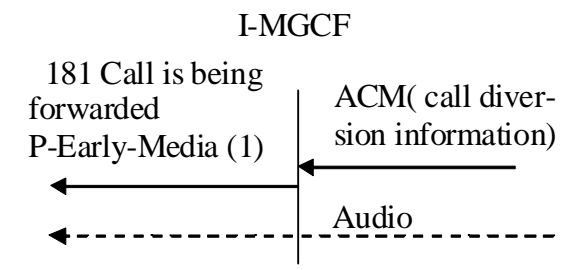 I-MGCF
181 Call is being
forwarded
P-Early-Media (1)
ACM( call diver-
sion information)
Audio